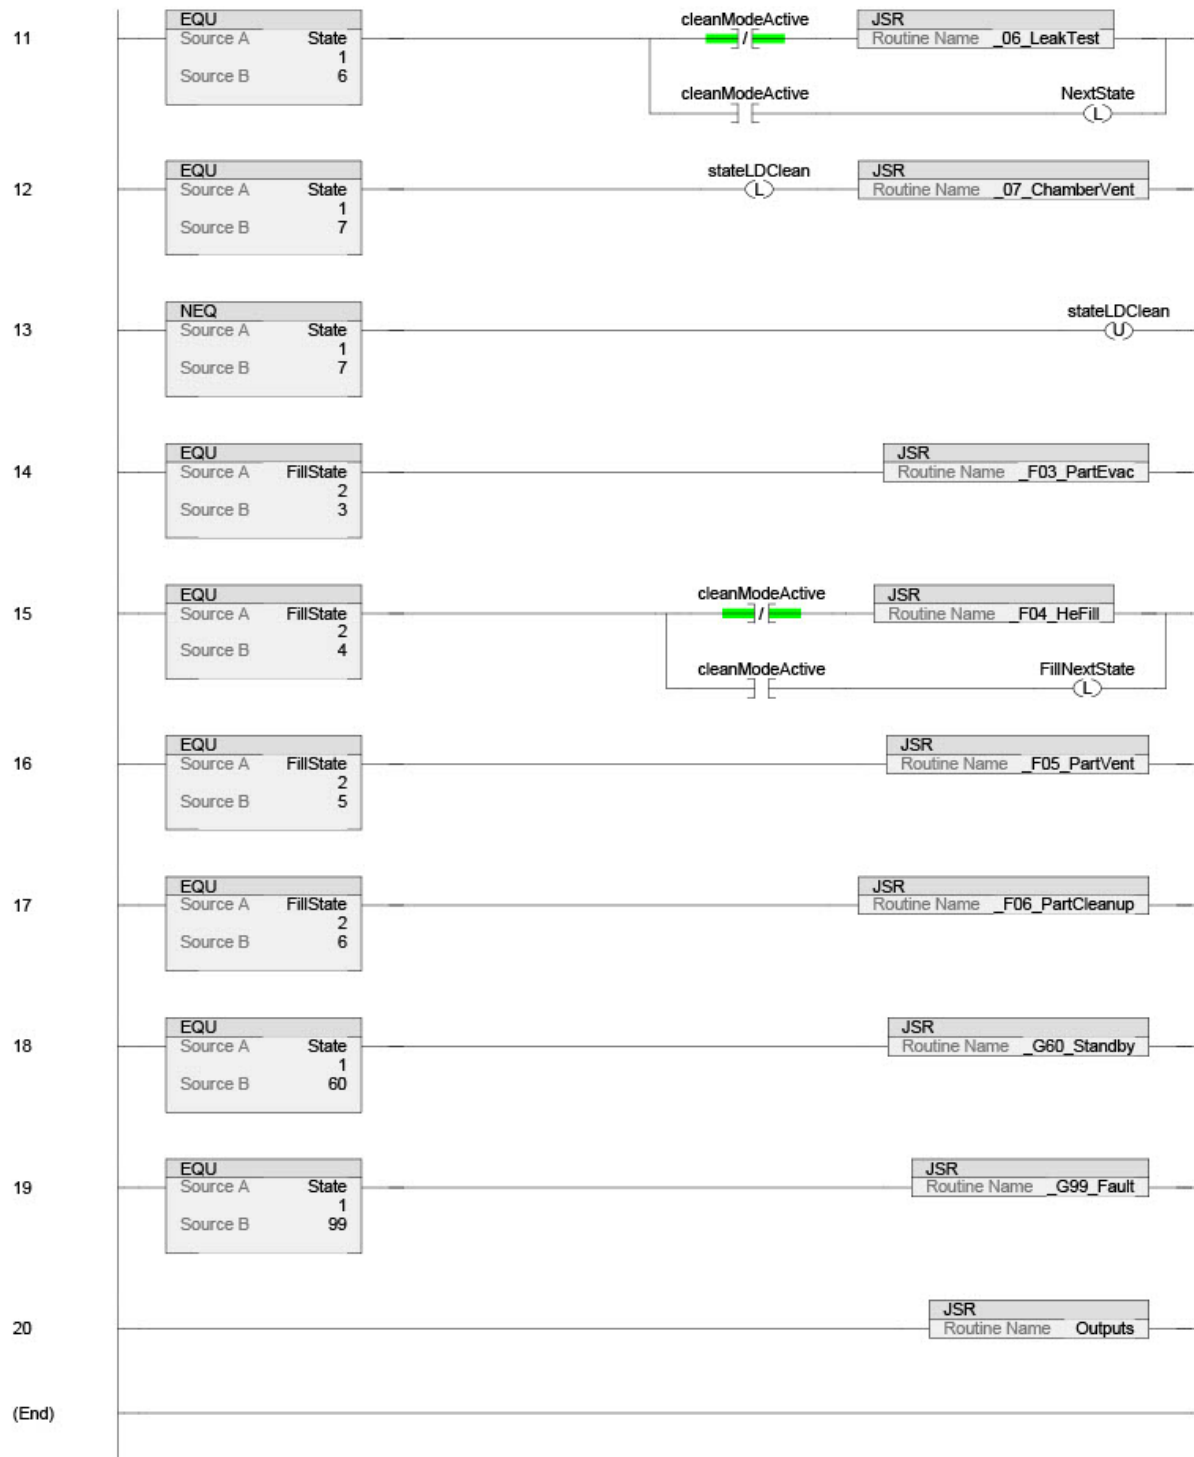 11
EQU
Source A State
1
Source B 6
cleanModeActive
/
JSR
Routine Name _06_LeakTest
cleanModeActive
NextState
L
12
EQU
Source A State
1
Source B 7
stateLDClean
L
JSR
Routine Name _07_ChamberVent
13
NEQ
Source A State
1
Source B 7
stateLDClean
U
14
EQU
Source A FillState
2
Source B 3
JSR
Routine Name _F03_PartEvac
15
EQU
Source A FillState
2
Source B 4
cleanModeActive
/
JSR
Routine Name _F04_HeFill
cleanModeActive
FillNextState
L
16
EQU
Source A FillState
2
Source B 5
JSR
Routine Name _F05_PartVent
17
EQU
Source A FillState
2
Source B 6
JSR
Routine Name _F06_PartCleanup
18
EQU
Source A State
1
Source B 60
JSR
Routine Name _G60_Standby
19
EQU
Source A State
1
Source B 99
JSR
Routine Name _G99_Fault
20
JSR
Routine Name Outputs
(End)